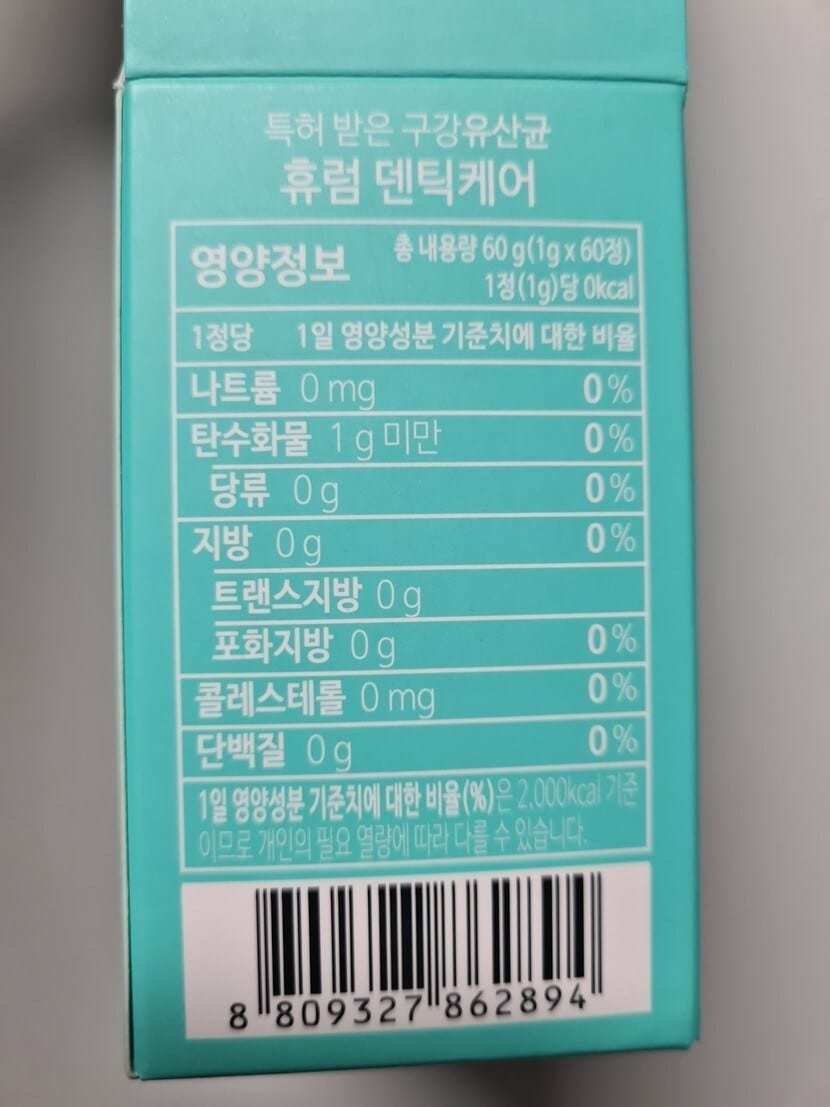 특허 받은 구강유산균
휴럼 덴틱케어
영양정보
총 내용량 60 g(1g x 60정)
1정(1g)당 0kcal
1정당 1일 영양성분 기준치에 대한 비율
나트륨 0 mg 0 %
탄수화물 1 g 미만 0 %
당류 0 g 0 %
지방 0 g 0 %
트랜스지방 0 g
포화지방 0 g 0 %
콜레스테롤 0 mg 0 %
단백질 0 g 0 %
1일 영양성분 기준치에 대한 비율(%)은 2,000kcal 기준
이므로 개인의 필요 열량에 따라 다를 수 있습니다.
8 809327 862894